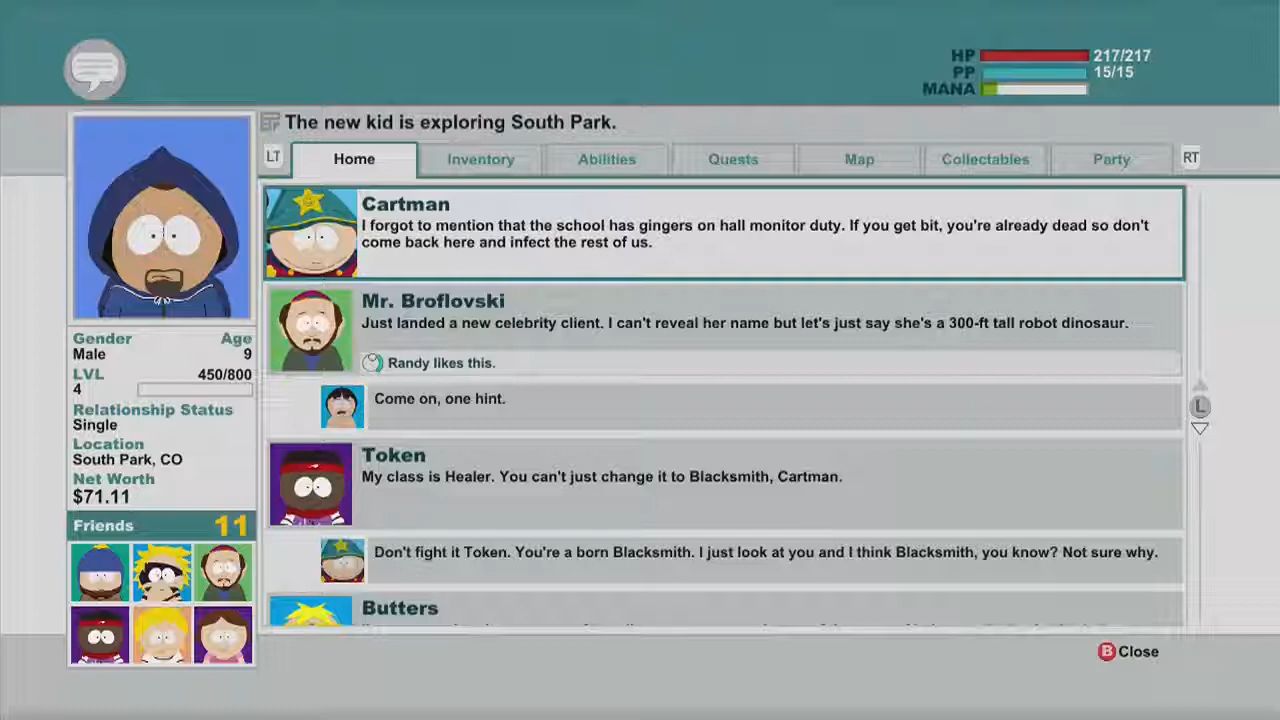 HP 217/217
PP 15/15
MANA
The new kid is exploring South Park.
LT Home Inventory Abilities Quests Map Collectables Party RT
Cartman
I forgot to mention that the school has gingers on hall monitor duty. If you get bit, you're already dead so don't
come back here and infect the rest of us.
Mr. Broflovski
Just landed a new celebrity client. I can't reveal her name but let's just say she's a 300-ft tall robot dinosaur.
Randy likes this.
Come on, one hint.
Token
My class is Healer. You can't just change it to Blacksmith, Cartman.
Don't fight it Token. You're a born Blacksmith. I just look at you and I think Blacksmith, you know? Not sure why.
Butters
Gender Age
Male 9
LVL 450/800
4
Relationship Status
Single
Location
South Park, CO
Net Worth
$71.11
Friends 11
L
B Close